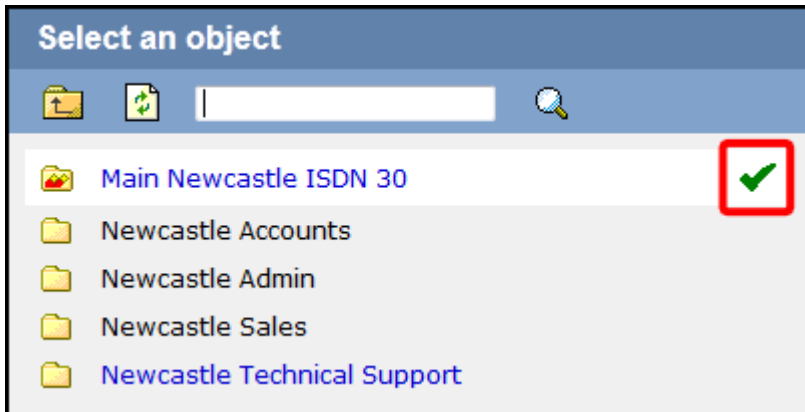 Select an object
Main Newcastle ISDN 30
Newcastle Accounts
Newcastle Admin
Newcastle Sales
Newcastle Technical Support